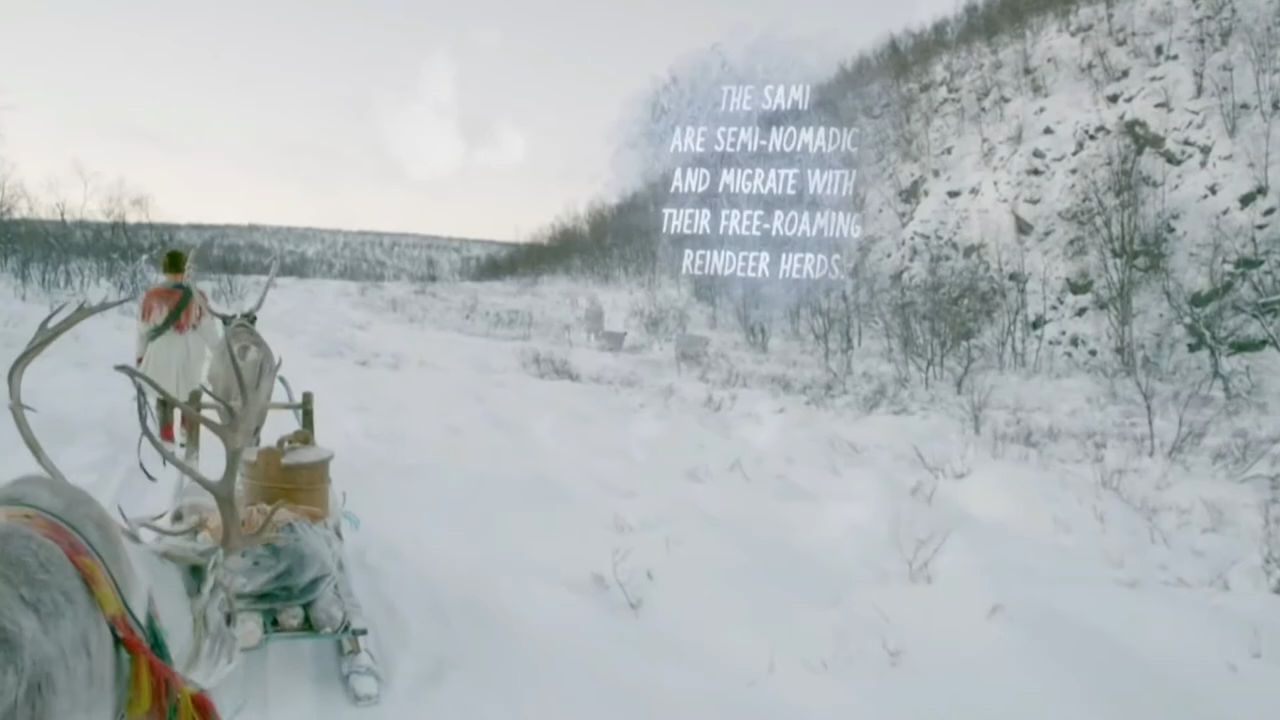 THE SAMI
ARE SEMI-NOMADIC
AND MIGRATE WITH
THEIR FREE-ROAMING
REINDEER HERDS.